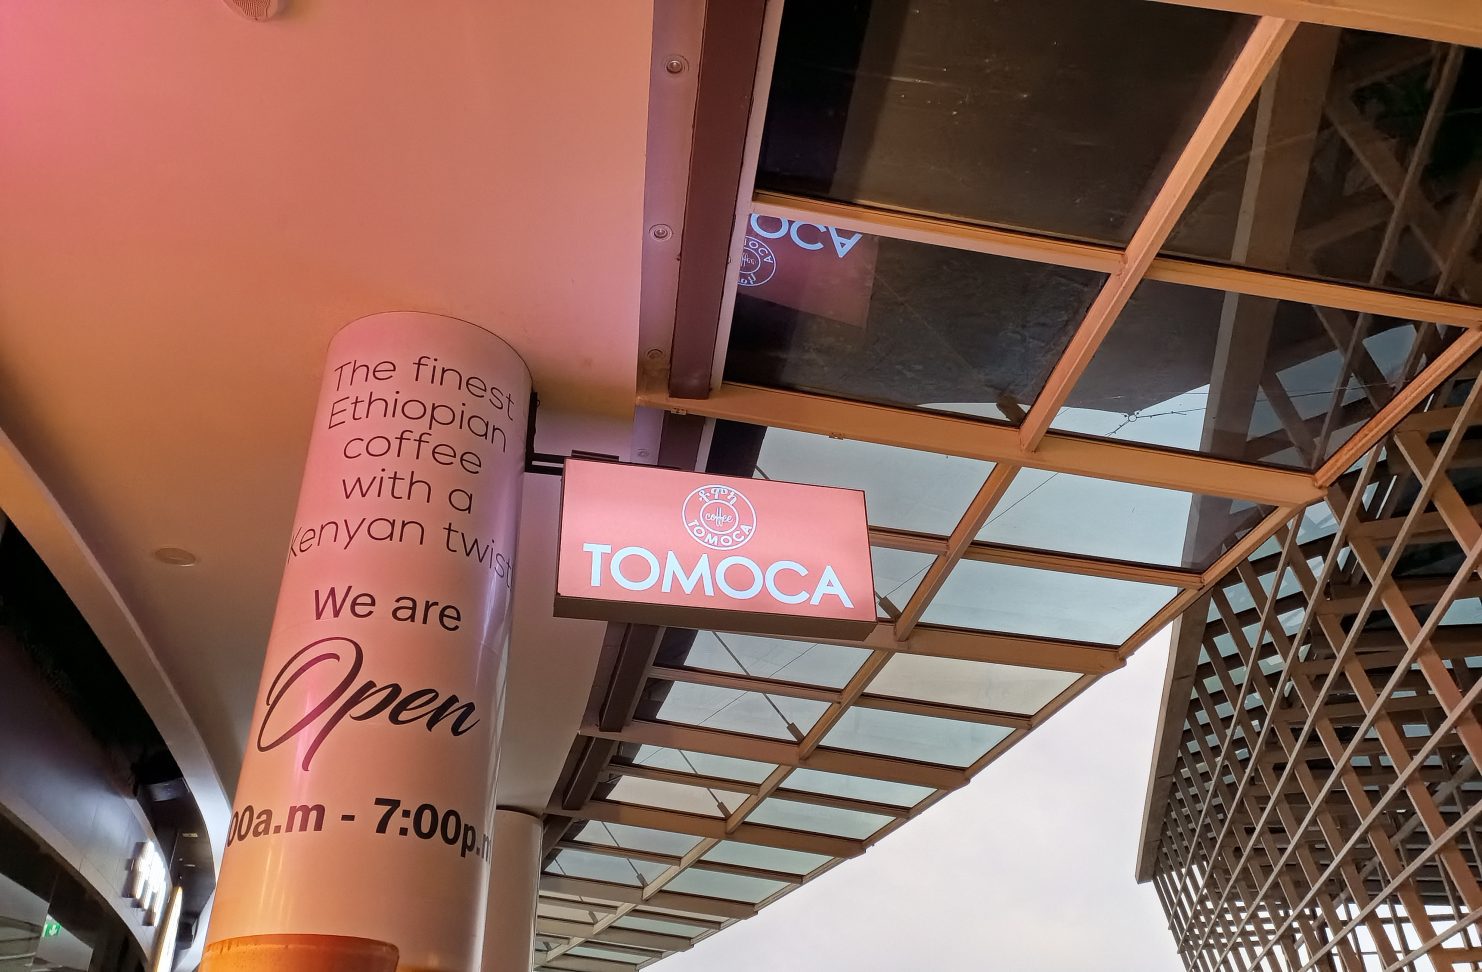 The finest
Ethiopian
coffee
with a
Kenyan twist
We are
Open
00a.m - 7:00p.m
ቶሞካ
coffee
TOMOCA
TOMOCA